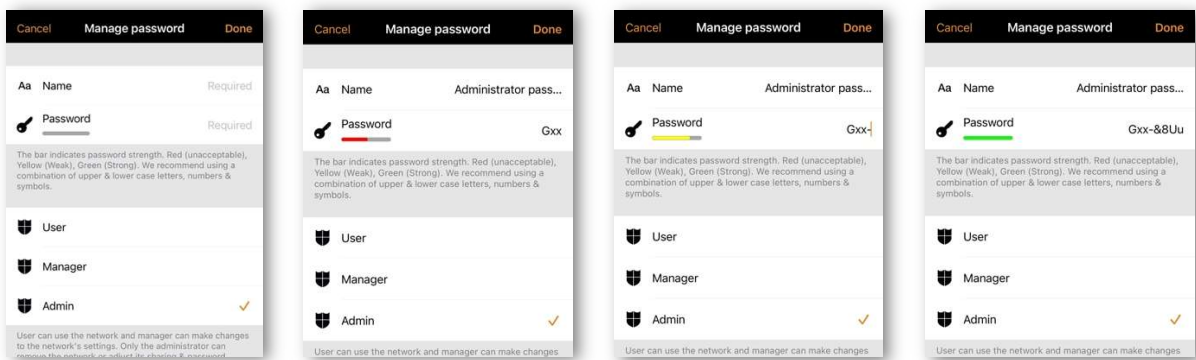 Cancel Manage password Done
Aa Name Required
Password Required
The bar indicates password strength. Red (unacceptable),
Yellow (Weak), Green (Strong). We recommend using a
combination of upper & lower case letters, numbers &
symbols.
User
Manager
Admin
User can use the network and manager can make changes
to the network's settings. Only the administrator can
remove the network or adjust its sharing & password
Cancel Manage password Done
Aa Name Administrator pass...
Password Gxx
The bar indicates password strength. Red (unacceptable),
Yellow (Weak), Green (Strong). We recommend using a
combination of upper & lower case letters, numbers &
symbols.
User
Manager
Admin
User can use the network and manager can make changes
Cancel Manage password Done
Aa Name Administrator pass...
Password Gxx-
The bar indicates password strength. Red (unacceptable),
Yellow (Weak), Green (Strong). We recommend using a
combination of upper & lower case letters, numbers &
symbols.
User
Manager
Admin
User can use the network and manager can make changes
Cancel Manage password Done
Aa Name Administrator pass...
Password Gxx-&8Uu
The bar indicates password strength. Red (unacceptable),
Yellow (Weak), Green (Strong). We recommend using a
combination of upper & lower case letters, numbers &
symbols.
User
Manager
Admin
User can use the network and manager can make changes